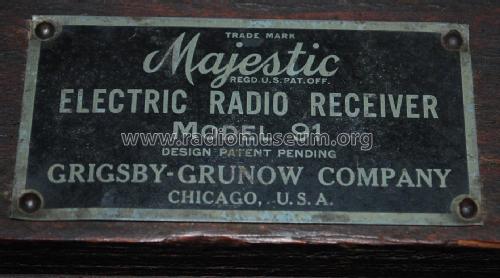 TRADE MARK
Majestic
REGD. U.S. PAT. OFF.
ELECTRIC RADIO RECEIVER
MODEL 91
www.radiomuseum.org
DESIGN PATENT PENDING
GRIGSBY-GRUNOW COMPANY
CHICAGO, U.S.A.